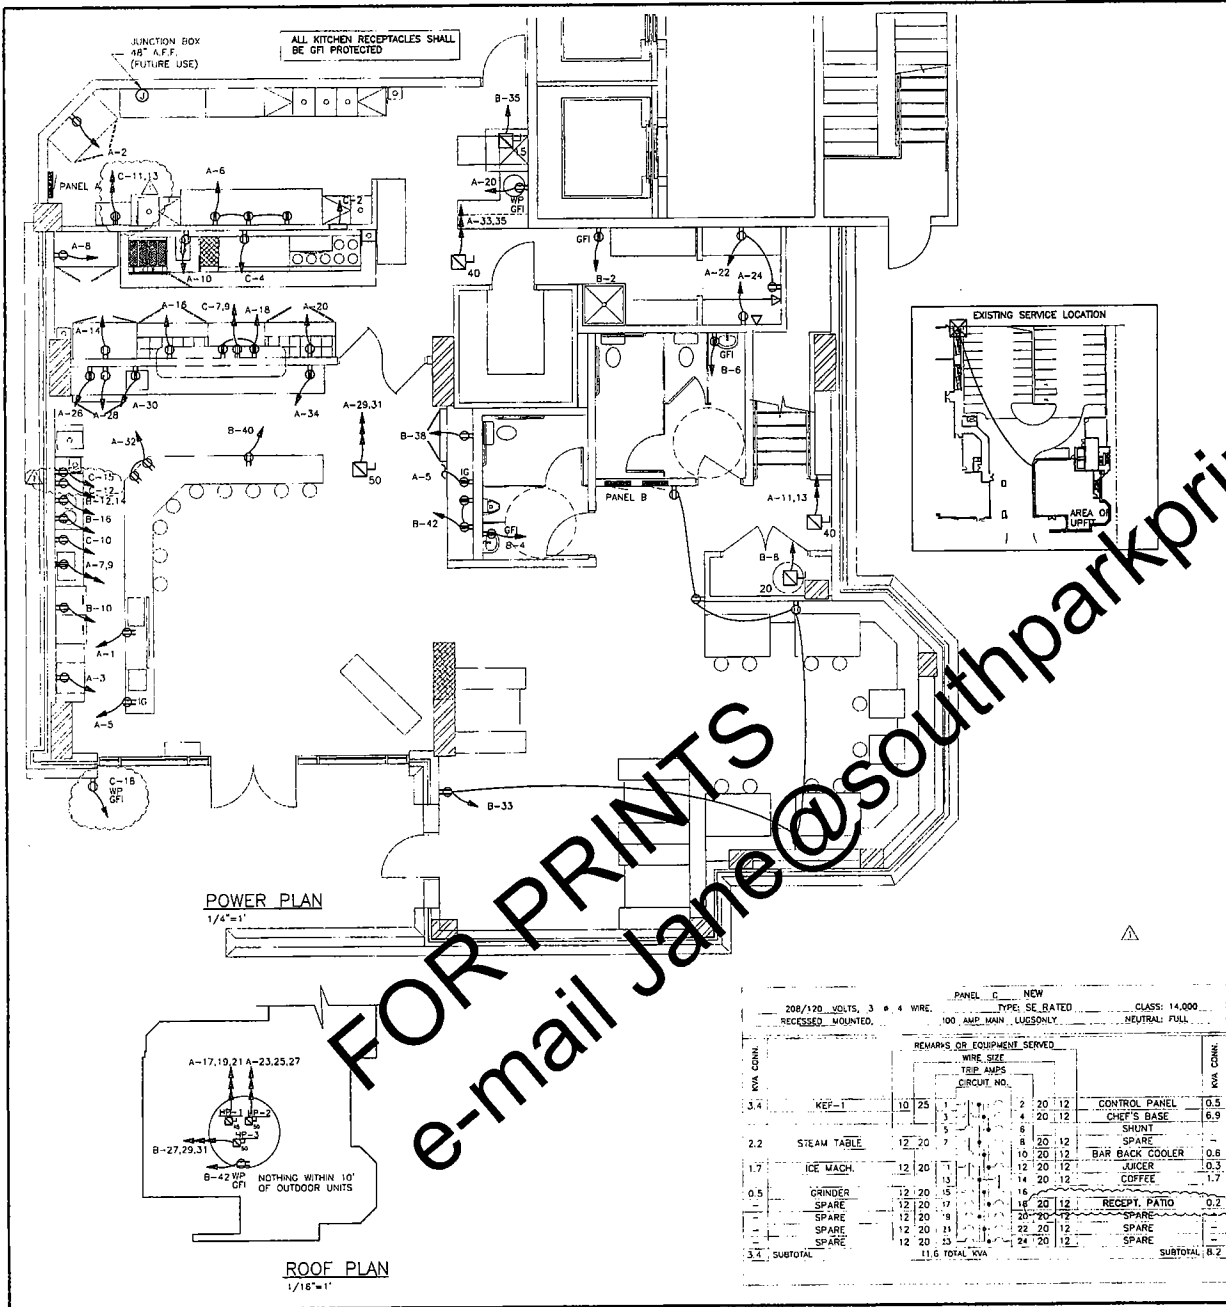 JUNCTION BOX
48" A.F.F.
(FUTURE USE)
ALL KITCHEN RECEPTACLES SHALL
BE GFI PROTECTED
J
A-2
PANEL A
C-11,13
A-6
C-2
B-35
15
A-20
WP
GFI
A-33,35
40
A-8
A-10
C-4
GFI
B-2
A-22
A-24
A-14
A-16
C-7,9
A-18
A-20
GFI
B-6
A-26
A-28
A-30
A-34
A-29,31
50
A-32
B-40
B-38
A-5
IG
B-42
GFI
B-4
PANEL B
A-11,13
40
C-15
C-12
B-12,14
B-16
C-10
A-7,9
B-10
A-1
A-3
A-5
IG
B-8
20
C-18
WP
GFI
B-33
EXISTING SERVICE LOCATION
AREA OF
UPFIT
POWER PLAN
1/4"=1'
FOR PRINTS
e-mail Jane@southparkpri
A-17,19,21 A-23,25,27
HP-1 HP-2
HP-3
50
B-27,29,31
B-42 WP
GFI
NOTHING WITHIN 10'
OF OUTDOOR UNITS
ROOF PLAN
1/16"=1'
PANEL C NEW
208/120 VOLTS, 3 ø 4 WIRE. TYPE: SE RATED CLASS: 14,000
RECESSED MOUNTED. 100 AMP MAIN LUGSONLY NEUTRAL: FULL
KVA CONN.
REMARKS OR EQUIPMENT SERVED
WIRE SIZE
TRIP AMPS
CIRCUIT NO.
KVA CONN.
3.4 KEF-1 10 25 1 2 20 12 CONTROL PANEL 0.5
3 4 20 12 CHEF'S BASE 6.9
5 6 SHUNT
2.2 STEAM TABLE 12 20 7 8 20 12 SPARE -
10 20 12 BAR BACK COOLER 0.6
1.7 ICE MACH. 12 20 12 20 12 JUICER 0.3
13 14 20 12 COFFEE 1.7
0.5 GRINDER 12 20 15 16
- SPARE 12 20 17 18 20 12 RECEPT. PATIO 0.2
- SPARE 12 20 19 20 20 12 SPARE -
- SPARE 12 20 21 22 20 12 SPARE -
- SPARE 12 20 23 24 20 12 SPARE -
3.4 SUBTOTAL 11.6 TOTAL KVA SUBTOTAL 8.2